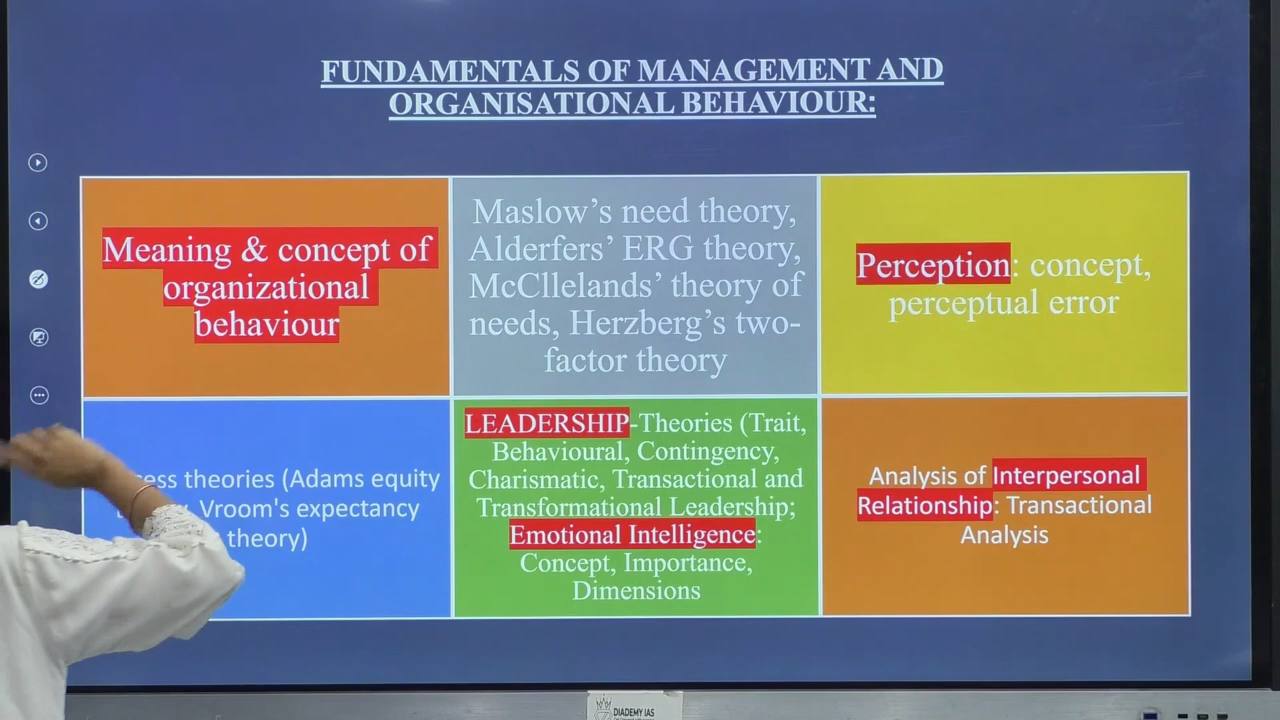 FUNDAMENTALS OF MANAGEMENT AND
ORGANISATIONAL BEHAVIOUR:
Meaning & concept of
organizational
behaviour
Maslow's need theory,
Alderfers' ERG theory,
McCllelands' theory of
needs, Herzberg's two-
factor theory
Perception: concept,
perceptual error
theories (Adams equity
Vroom's expectancy
theory)
LEADERSHIP-Theories (Trait,
Behavioural, Contingency,
Charismatic, Transactional and
Transformational Leadership;
Emotional Intelligence:
Concept, Importance,
Dimensions
Analysis of Interpersonal
Relationship: Transactional
Analysis
DIADEMY IAS